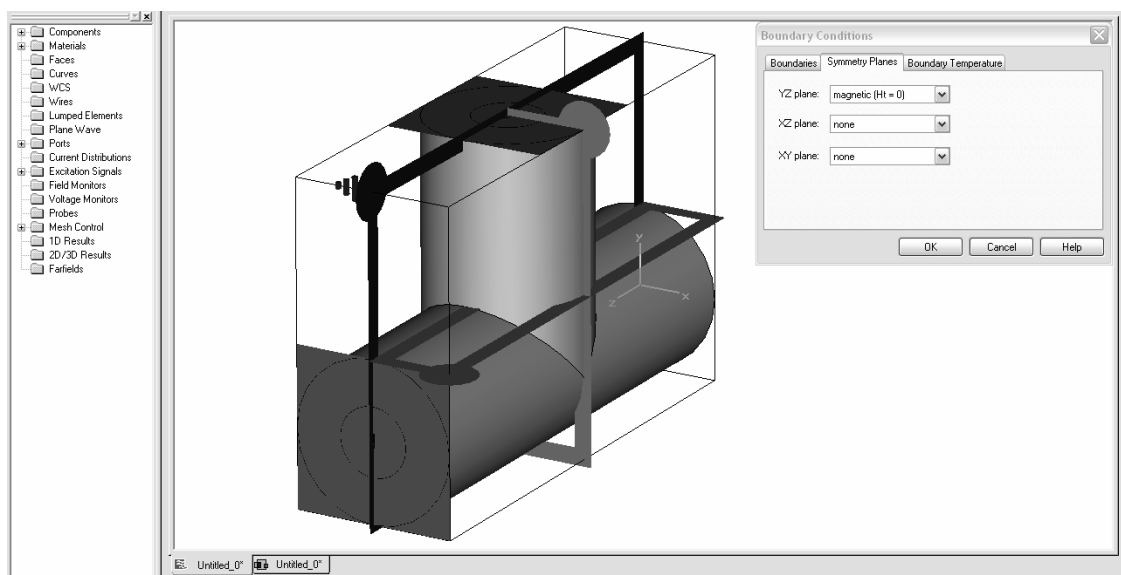 Components
Materials
Faces
Curves
WCS
Wires
Lumped Elements
Plane Wave
Ports
Current Distributions
Excitation Signals
Field Monitors
Voltage Monitors
Probes
Mesh Control
1D Results
2D/3D Results
Farfields
y
x
z
Boundary Conditions
Boundaries Symmetry Planes Boundary Temperature
YZ plane: magnetic (Ht = 0)
XZ plane: none
XY plane: none
OK Cancel Help
Untitled_0* Untitled_0*